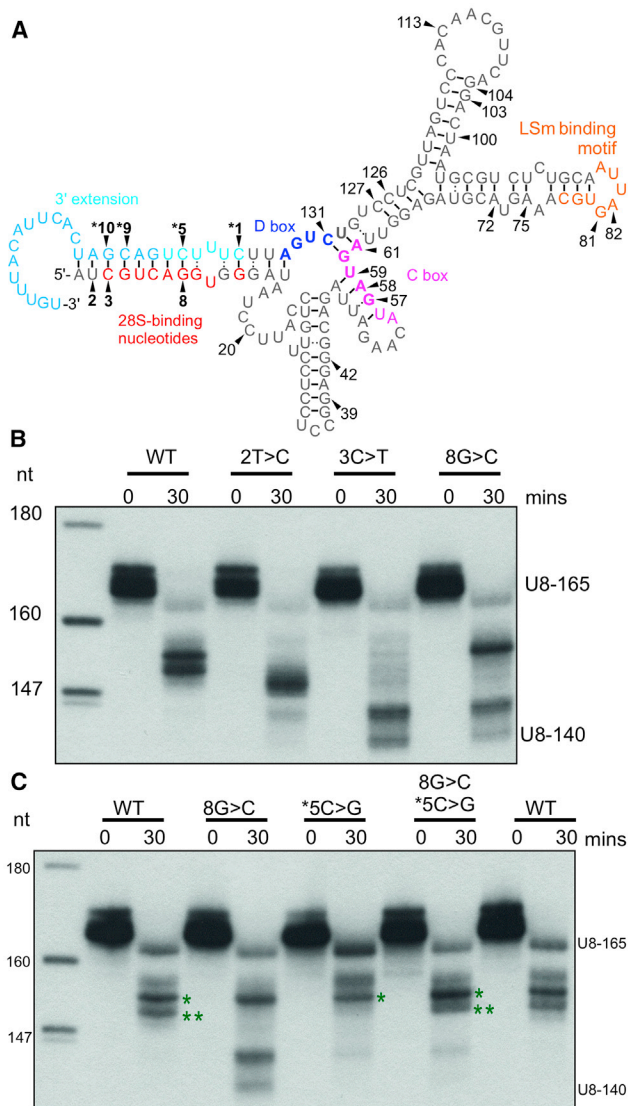 A
113
104
103
100
LSm binding
motif
126
127
3' extension
*10 *9 *5 *1
D box
131
72
75
81
82
61
59
58
57
C box
5'-
-3'
2 3 8
28S-binding
nucleotides
20
42
39
B
WT 2T>C 3C>T 8G>C
nt 0 30 0 30 0 30 0 30 mins
180
160
147
U8-165
U8-140
C
8G>C
WT 8G>C *5C>G *5C>G WT
nt 0 30 0 30 0 30 0 30 0 30 mins
180
160
147
U8-165
* * *
** **
U8-140